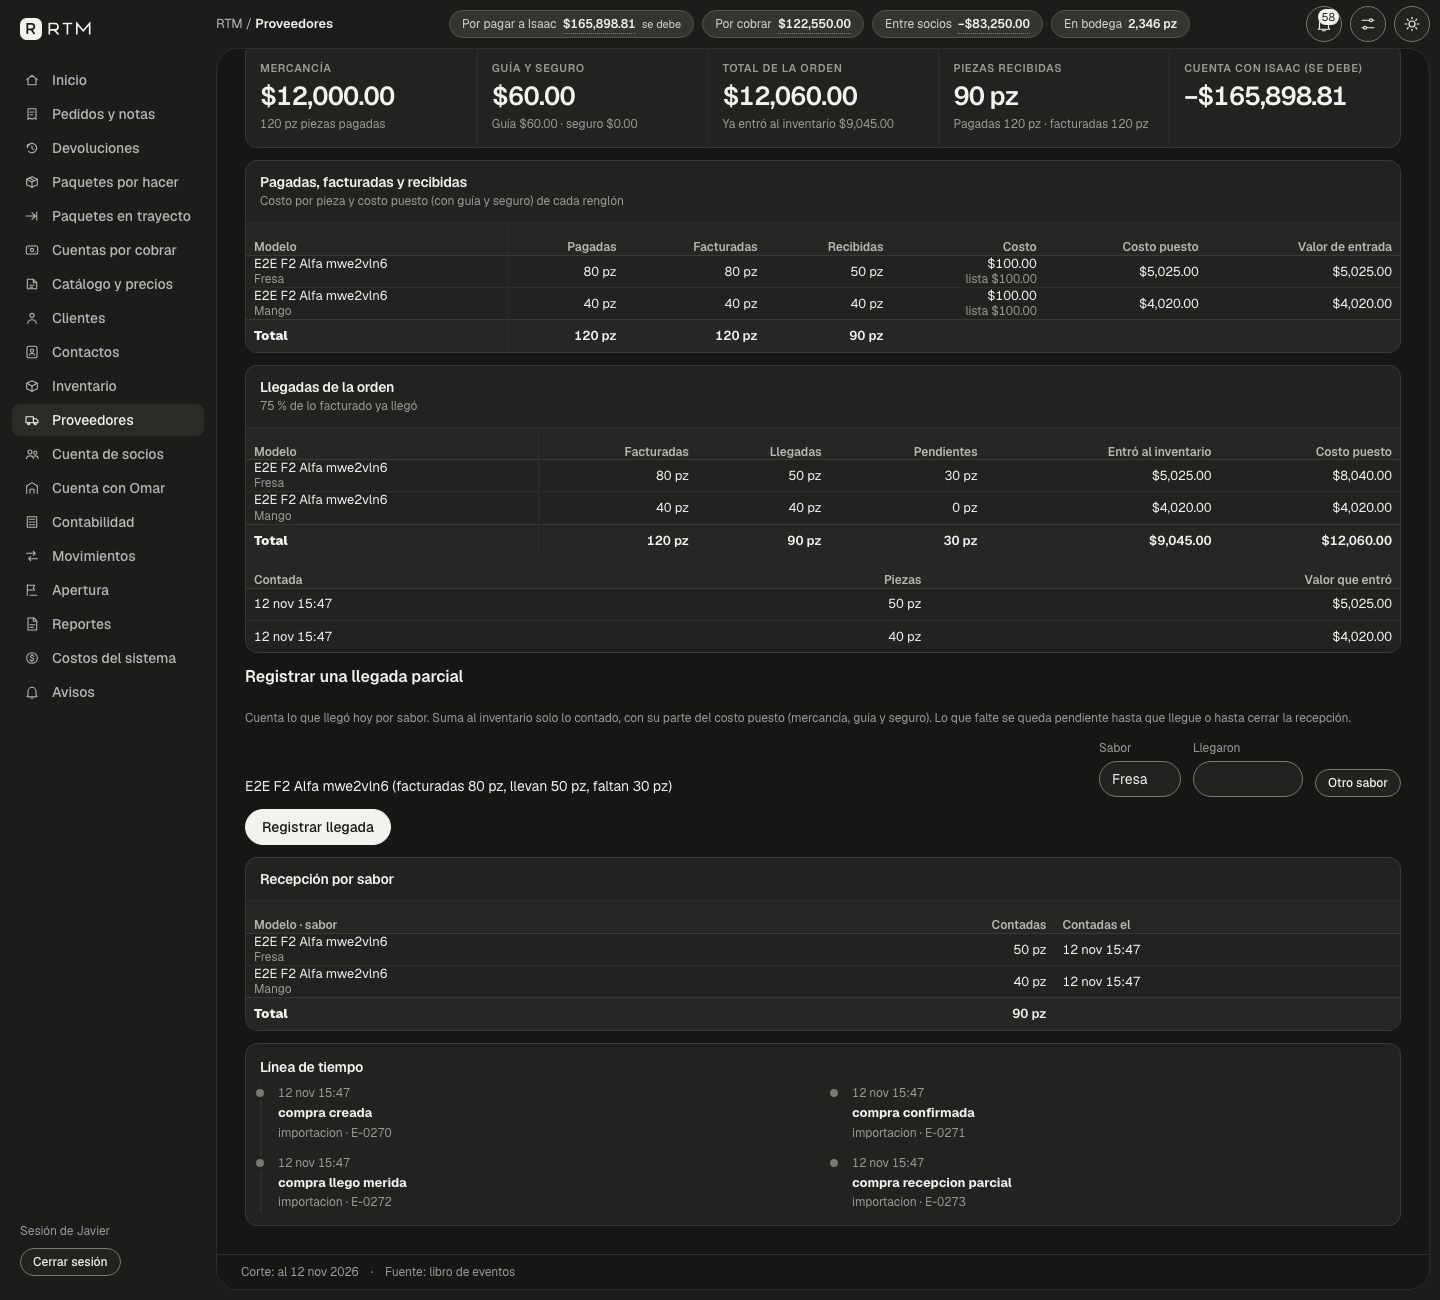 RTM
RTM / Proveedores
Por pagar a Isaac $165,898.81 se debe
Por cobrar $122,550.00
Entre socios −$83,250.00
En bodega 2,346 pz
58
Inicio
Pedidos y notas
Devoluciones
Paquetes por hacer
Paquetes en trayecto
Cuentas por cobrar
Catálogo y precios
Clientes
Contactos
Inventario
Proveedores
Cuenta de socios
Cuenta con Omar
Contabilidad
Movimientos
Apertura
Reportes
Costos del sistema
Avisos
Sesión de Javier
Cerrar sesión
MERCANCÍA
$12,000.00
120 pz piezas pagadas
GUÍA Y SEGURO
$60.00
Guía $60.00 · seguro $0.00
TOTAL DE LA ORDEN
$12,060.00
Ya entró al inventario $9,045.00
PIEZAS RECIBIDAS
90 pz
Pagadas 120 pz · facturadas 120 pz
CUENTA CON ISAAC (SE DEBE)
−$165,898.81
Pagadas, facturadas y recibidas
Costo por pieza y costo puesto (con guía y seguro) de cada renglón
Modelo Pagadas Facturadas Recibidas Costo Costo puesto Valor de entrada
E2E F2 Alfa mwe2vln6 80 pz 80 pz 50 pz $100.00 $5,025.00 $5,025.00
Fresa lista $100.00
E2E F2 Alfa mwe2vln6 40 pz 40 pz 40 pz $100.00 $4,020.00 $4,020.00
Mango lista $100.00
Total 120 pz 120 pz 90 pz
Llegadas de la orden
75 % de lo facturado ya llegó
Modelo Facturadas Llegadas Pendientes Entró al inventario Costo puesto
E2E F2 Alfa mwe2vln6 80 pz 50 pz 30 pz $5,025.00 $8,040.00
Fresa
E2E F2 Alfa mwe2vln6 40 pz 40 pz 0 pz $4,020.00 $4,020.00
Mango
Total 120 pz 90 pz 30 pz $9,045.00 $12,060.00
Contada Piezas Valor que entró
12 nov 15:47 50 pz $5,025.00
12 nov 15:47 40 pz $4,020.00
Registrar una llegada parcial
Cuenta lo que llegó hoy por sabor. Suma al inventario solo lo contado, con su parte del costo puesto (mercancía, guía y seguro). Lo que falte se queda pendiente hasta que llegue o hasta cerrar la recepción.
Sabor Llegaron
E2E F2 Alfa mwe2vln6 (facturadas 80 pz, llevan 50 pz, faltan 30 pz) Fresa Otro sabor
Registrar llegada
Recepción por sabor
Modelo · sabor Contadas Contadas el
E2E F2 Alfa mwe2vln6 50 pz 12 nov 15:47
Fresa
E2E F2 Alfa mwe2vln6 40 pz 12 nov 15:47
Mango
Total 90 pz
Línea de tiempo
12 nov 15:47
compra creada
importacion · E-0270
12 nov 15:47
compra confirmada
importacion · E-0271
12 nov 15:47
compra llego merida
importacion · E-0272
12 nov 15:47
compra recepcion parcial
importacion · E-0273
Corte: al 12 nov 2026 · Fuente: libro de eventos